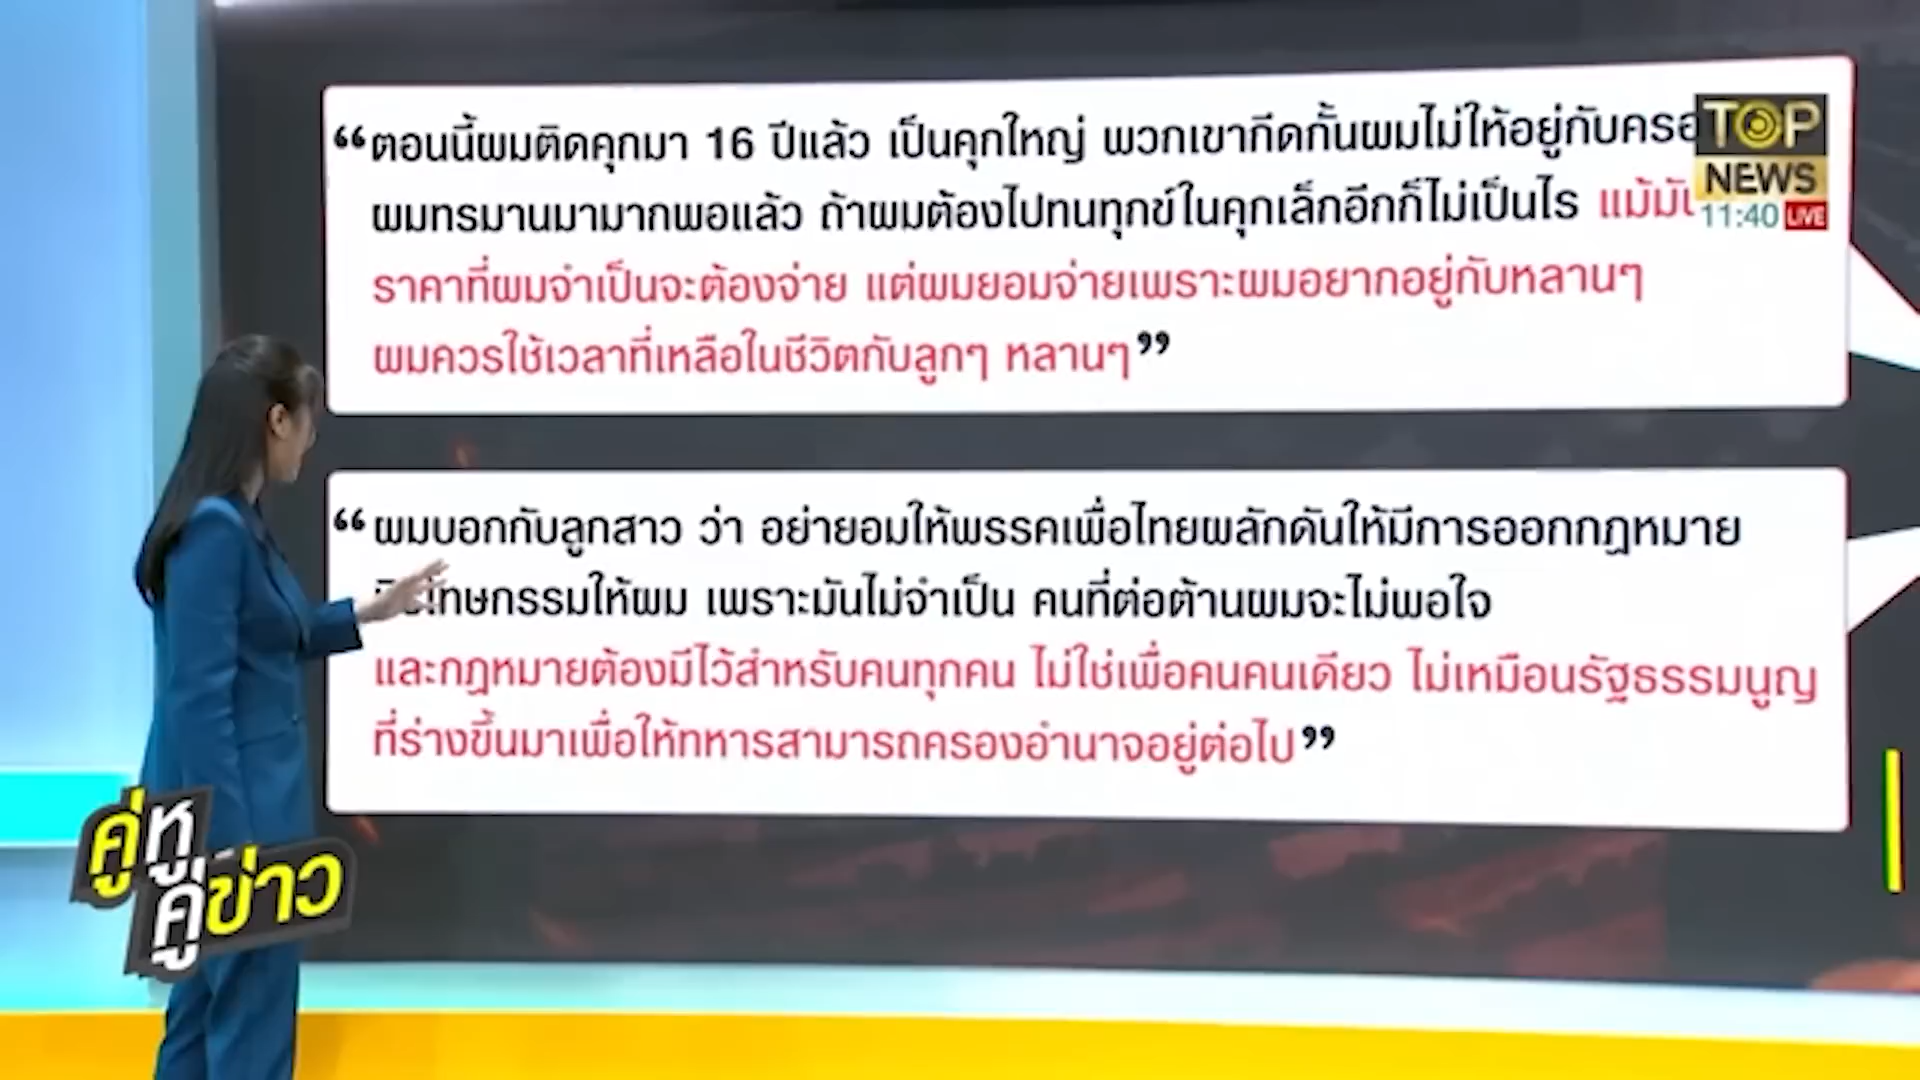 “ตอนนี้ผมติดคุกมา 16 ปีแล้ว เป็นคุกใหญ่ พวกเขากีดกั้นผมไม่ให้อยู่กับ
ผมทรมานมามากพอแล้ว ถ้าผมต้องไปทนทุกข์ในคุกเล็กอีกก็ไม่เป็นไร
ราคาที่ผมจำเป็นจะต้องจ่าย แต่ผมยอมจ่ายเพราะผมอยากอยู่กับหลานๆ
ผมควรใช้เวลาที่เหลือในชีวิตกับลูกๆ หลานๆ”
TOP
NEWS
11:40 LIVE
“ผมบอกกับลูกสาว ว่า อย่ายอมให้พรรคเพื่อไทยผลักดันให้มีการออกกฎหมาย
ให้ผม เพราะมันไม่จำเป็น คนที่ต่อต้านผมจะไม่พอใจ
และกฎหมายต้องมีไว้สำหรับคนทุกคน ไม่ใช่เพื่อคนคนเดียว ไม่เหมือนรัฐธรรมนูญ
ที่ร่างขึ้นมาเพื่อให้ทหารสามารถครองอำนาจอยู่ต่อไป”
คู่หู
คู่ข่าว